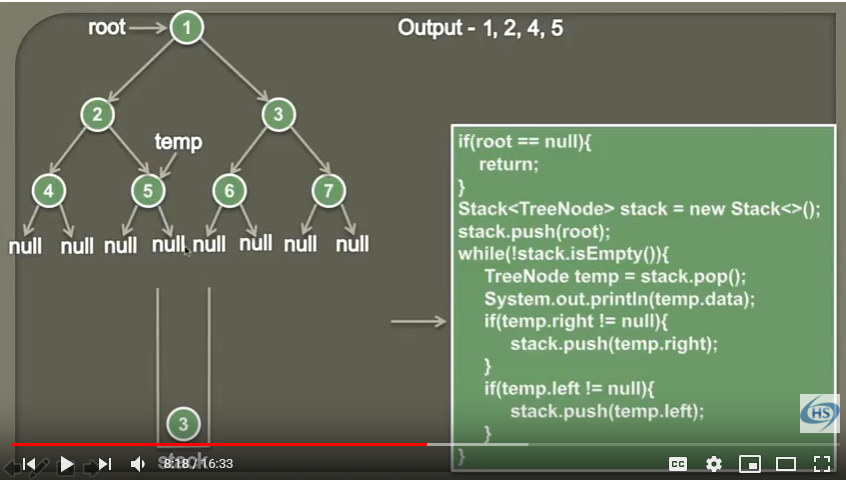 root
1
Output - 1, 2, 4, 5
2
3
temp
4
5
6
7
null
null
null
null
null
null
null
null
if(root == null){
return;
}
Stack<TreeNode> stack = new Stack<>();
stack.push(root);
while(!stack.isEmpty()){
TreeNode temp = stack.pop();
System.out.println(temp.data);
if(temp.right != null){
stack.push(temp.right);
}
if(temp.left != null){
stack.push(temp.left);
}
}
3
stack
HS
8:18 / 16:33
CC